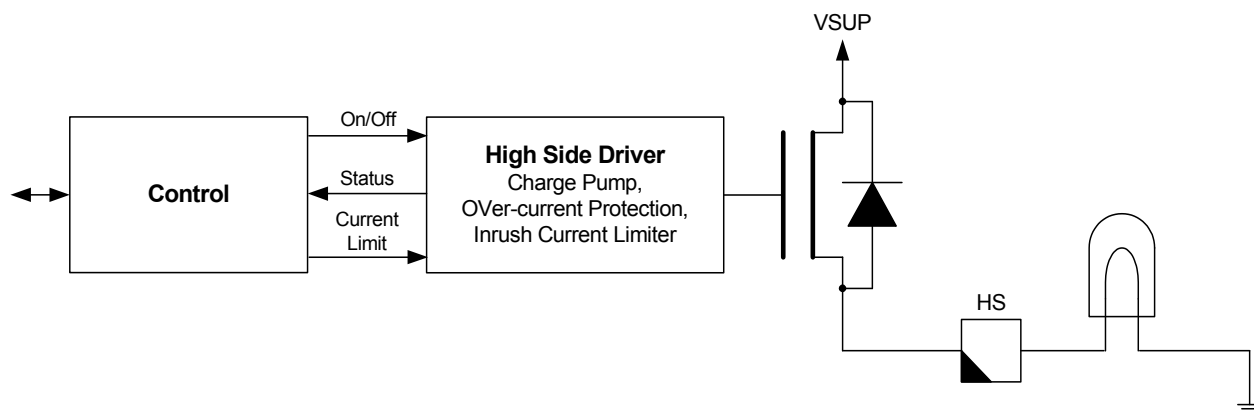 VSUP
On/Off
Control
Status
Current
Limit
High Side Driver
Charge Pump,
OVer-current Protection,
Inrush Current Limiter
HS